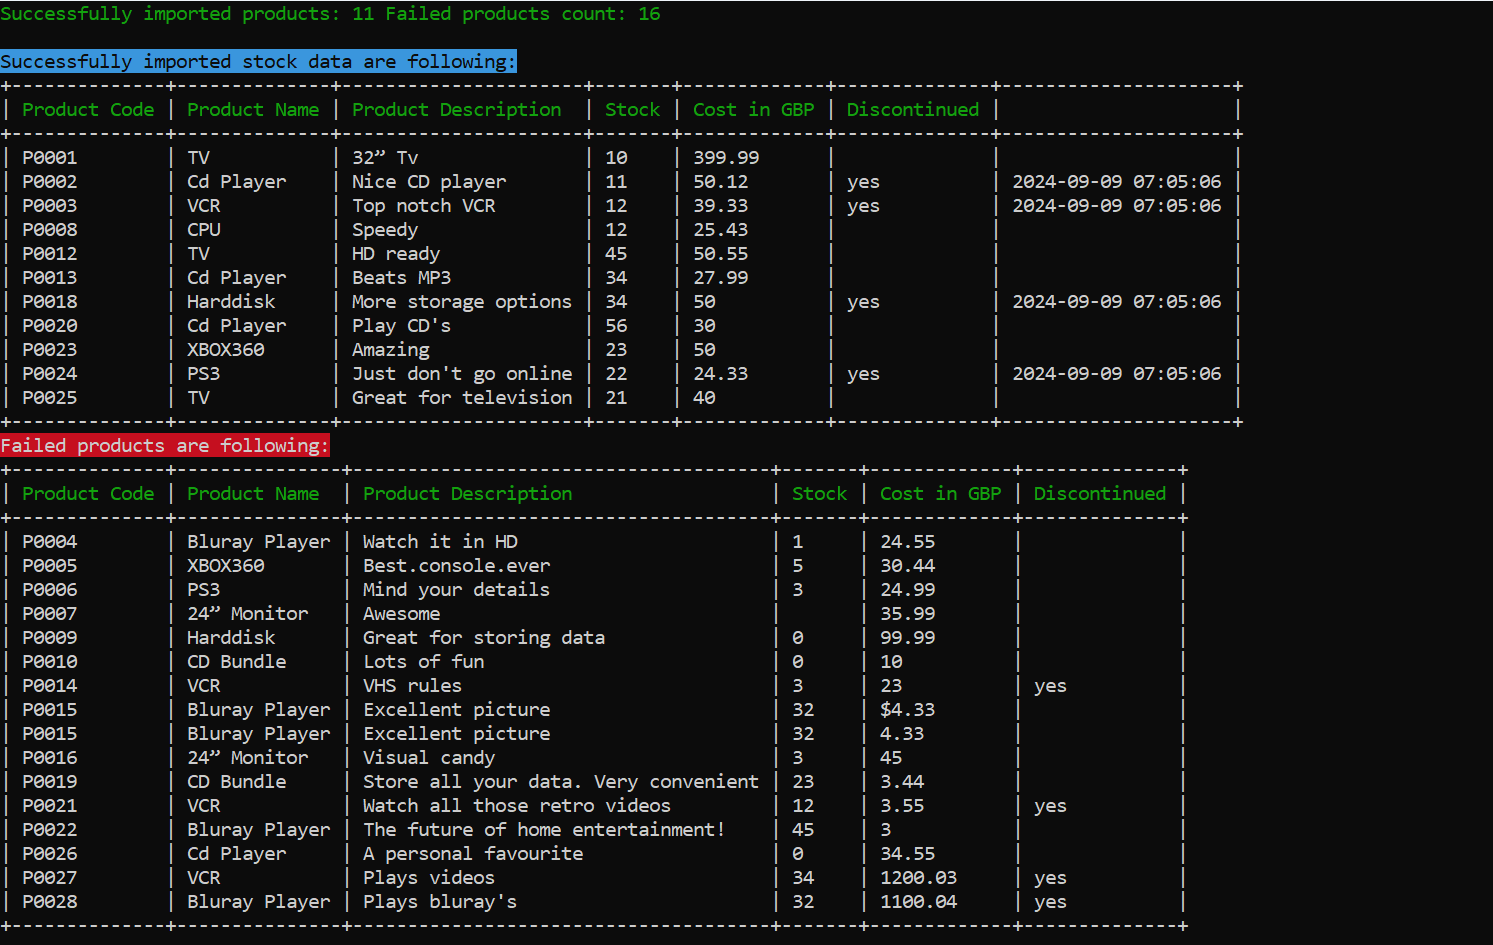 Successfully imported products: 11 Failed products count: 16
Successfully imported stock data are following:
+--------------+--------------+----------------------+-------+-------------+--------------+---------------------+
| Product Code | Product Name | Product Description  | Stock | Cost in GBP | Discontinued |                     |
+--------------+--------------+----------------------+-------+-------------+--------------+---------------------+
| P0001        | TV           | 32” Tv               | 10    | 399.99      |              |                     |
| P0002        | Cd Player    | Nice CD player       | 11    | 50.12       | yes          | 2024-09-09 07:05:06 |
| P0003        | VCR          | Top notch VCR        | 12    | 39.33       | yes          | 2024-09-09 07:05:06 |
| P0008        | CPU          | Speedy               | 12    | 25.43       |              |                     |
| P0012        | TV           | HD ready             | 45    | 50.55       |              |                     |
| P0013        | Cd Player    | Beats MP3            | 34    | 27.99       |              |                     |
| P0018        | Harddisk     | More storage options | 34    | 50          | yes          | 2024-09-09 07:05:06 |
| P0020        | Cd Player    | Play CD's            | 56    | 30          |              |                     |
| P0023        | XBOX360      | Amazing              | 23    | 50          |              |                     |
| P0024        | PS3          | Just don't go online | 22    | 24.33       | yes          | 2024-09-09 07:05:06 |
| P0025        | TV           | Great for television | 21    | 40          |              |                     |
+--------------+--------------+----------------------+-------+-------------+--------------+---------------------+
Failed products are following:
+--------------+---------------+--------------------------------------+-------+-------------+--------------+
| Product Code | Product Name  | Product Description                  | Stock | Cost in GBP | Discontinued |
+--------------+---------------+--------------------------------------+-------+-------------+--------------+
| P0004        | Bluray Player | Watch it in HD                       | 1     | 24.55       |              |
| P0005        | XBOX360       | Best.console.ever                    | 5     | 30.44       |              |
| P0006        | PS3           | Mind your details                    | 3     | 24.99       |              |
| P0007        | 24” Monitor   | Awesome                              |       | 35.99       |              |
| P0009        | Harddisk      | Great for storing data               | 0     | 99.99       |              |
| P0010        | CD Bundle     | Lots of fun                          | 0     | 10          |              |
| P0014        | VCR           | VHS rules                            | 3     | 23          | yes          |
| P0015        | Bluray Player | Excellent picture                    | 32    | $4.33       |              |
| P0015        | Bluray Player | Excellent picture                    | 32    | 4.33        |              |
| P0016        | 24” Monitor   | Visual candy                         | 3     | 45          |              |
| P0019        | CD Bundle     | Store all your data. Very convenient | 23    | 3.44        |              |
| P0021        | VCR           | Watch all those retro videos         | 12    | 3.55        | yes          |
| P0022        | Bluray Player | The future of home entertainment!    | 45    | 3           |              |
| P0026        | Cd Player     | A personal favourite                 | 0     | 34.55       |              |
| P0027        | VCR           | Plays videos                         | 34    | 1200.03     | yes          |
| P0028        | Bluray Player | Plays bluray's                       | 32    | 1100.04     | yes          |
+--------------+---------------+--------------------------------------+-------+-------------+--------------+